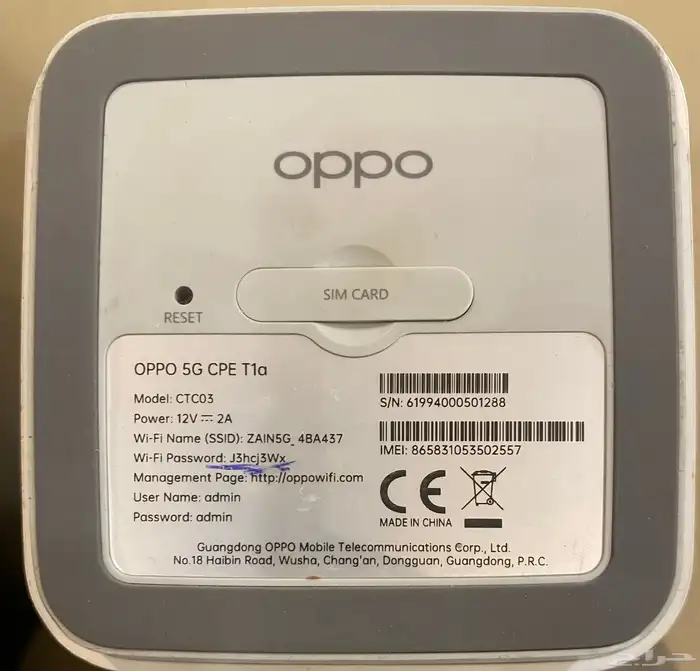 oppo
SIM CARD
RESET
OPPO 5G CPE T1a
Model: CTC03
Power: 12V ⎓ 2A
Wi-Fi Name (SSID): ZAIN5G_4BA437
Wi-Fi Password: J3hcj3Wx
Management Page: http://oppowifi.com
User Name: admin
Password: admin
S/N: 61994000501288
IMEI: 865831053502557
CE
MADE IN CHINA
Guangdong OPPO Mobile Telecommunications Corp., Ltd.
No.18 Haibin Road, Wusha, Chang'an, Dongguan, Guangdong, P.R.C.
حراج